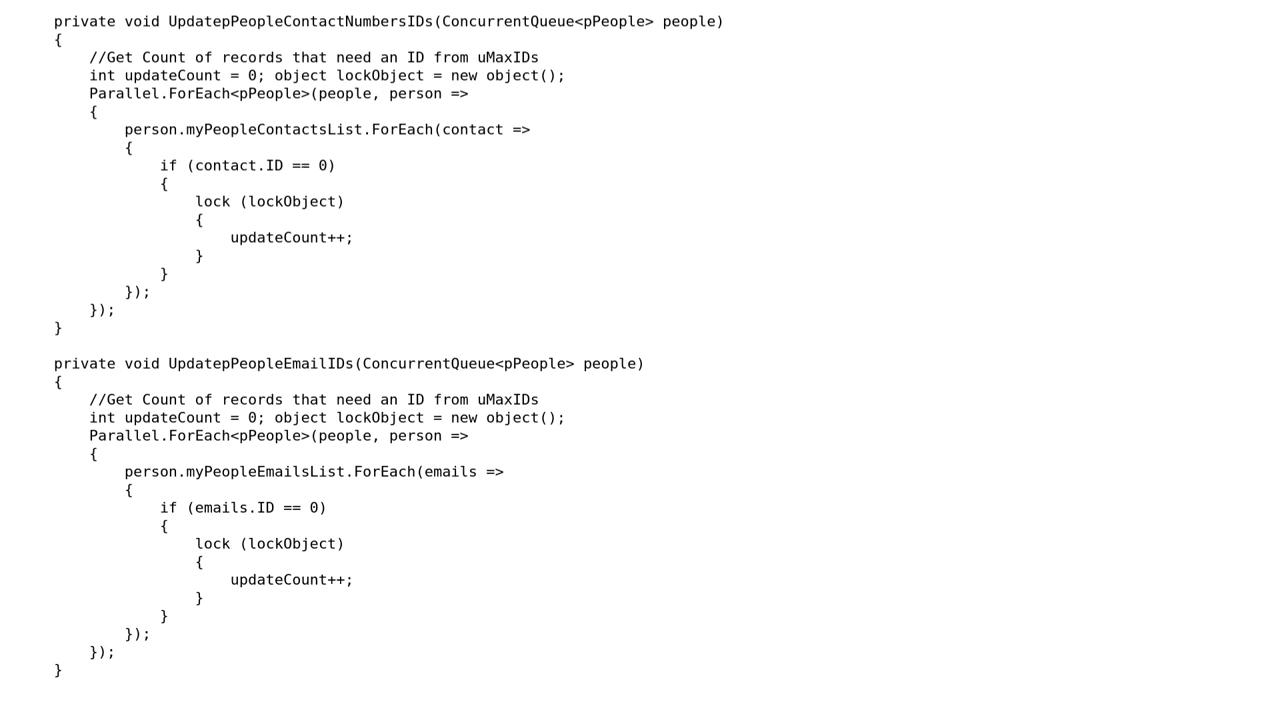 private void UpdatepPeopleContactNumbersIDs(ConcurrentQueue<pPeople> people)
{
    //Get Count of records that need an ID from uMaxIDs
    int updateCount = 0; object lockObject = new object();
    Parallel.ForEach<pPeople>(people, person =>
    {
        person.myPeopleContactsList.ForEach(contact =>
        {
            if (contact.ID == 0)
            {
                lock (lockObject)
                {
                    updateCount++;
                }
            }
        });
    });
}

private void UpdatepPeopleEmailIDs(ConcurrentQueue<pPeople> people)
{
    //Get Count of records that need an ID from uMaxIDs
    int updateCount = 0; object lockObject = new object();
    Parallel.ForEach<pPeople>(people, person =>
    {
        person.myPeopleEmailsList.ForEach(emails =>
        {
            if (emails.ID == 0)
            {
                lock (lockObject)
                {
                    updateCount++;
                }
            }
        });
    });
}